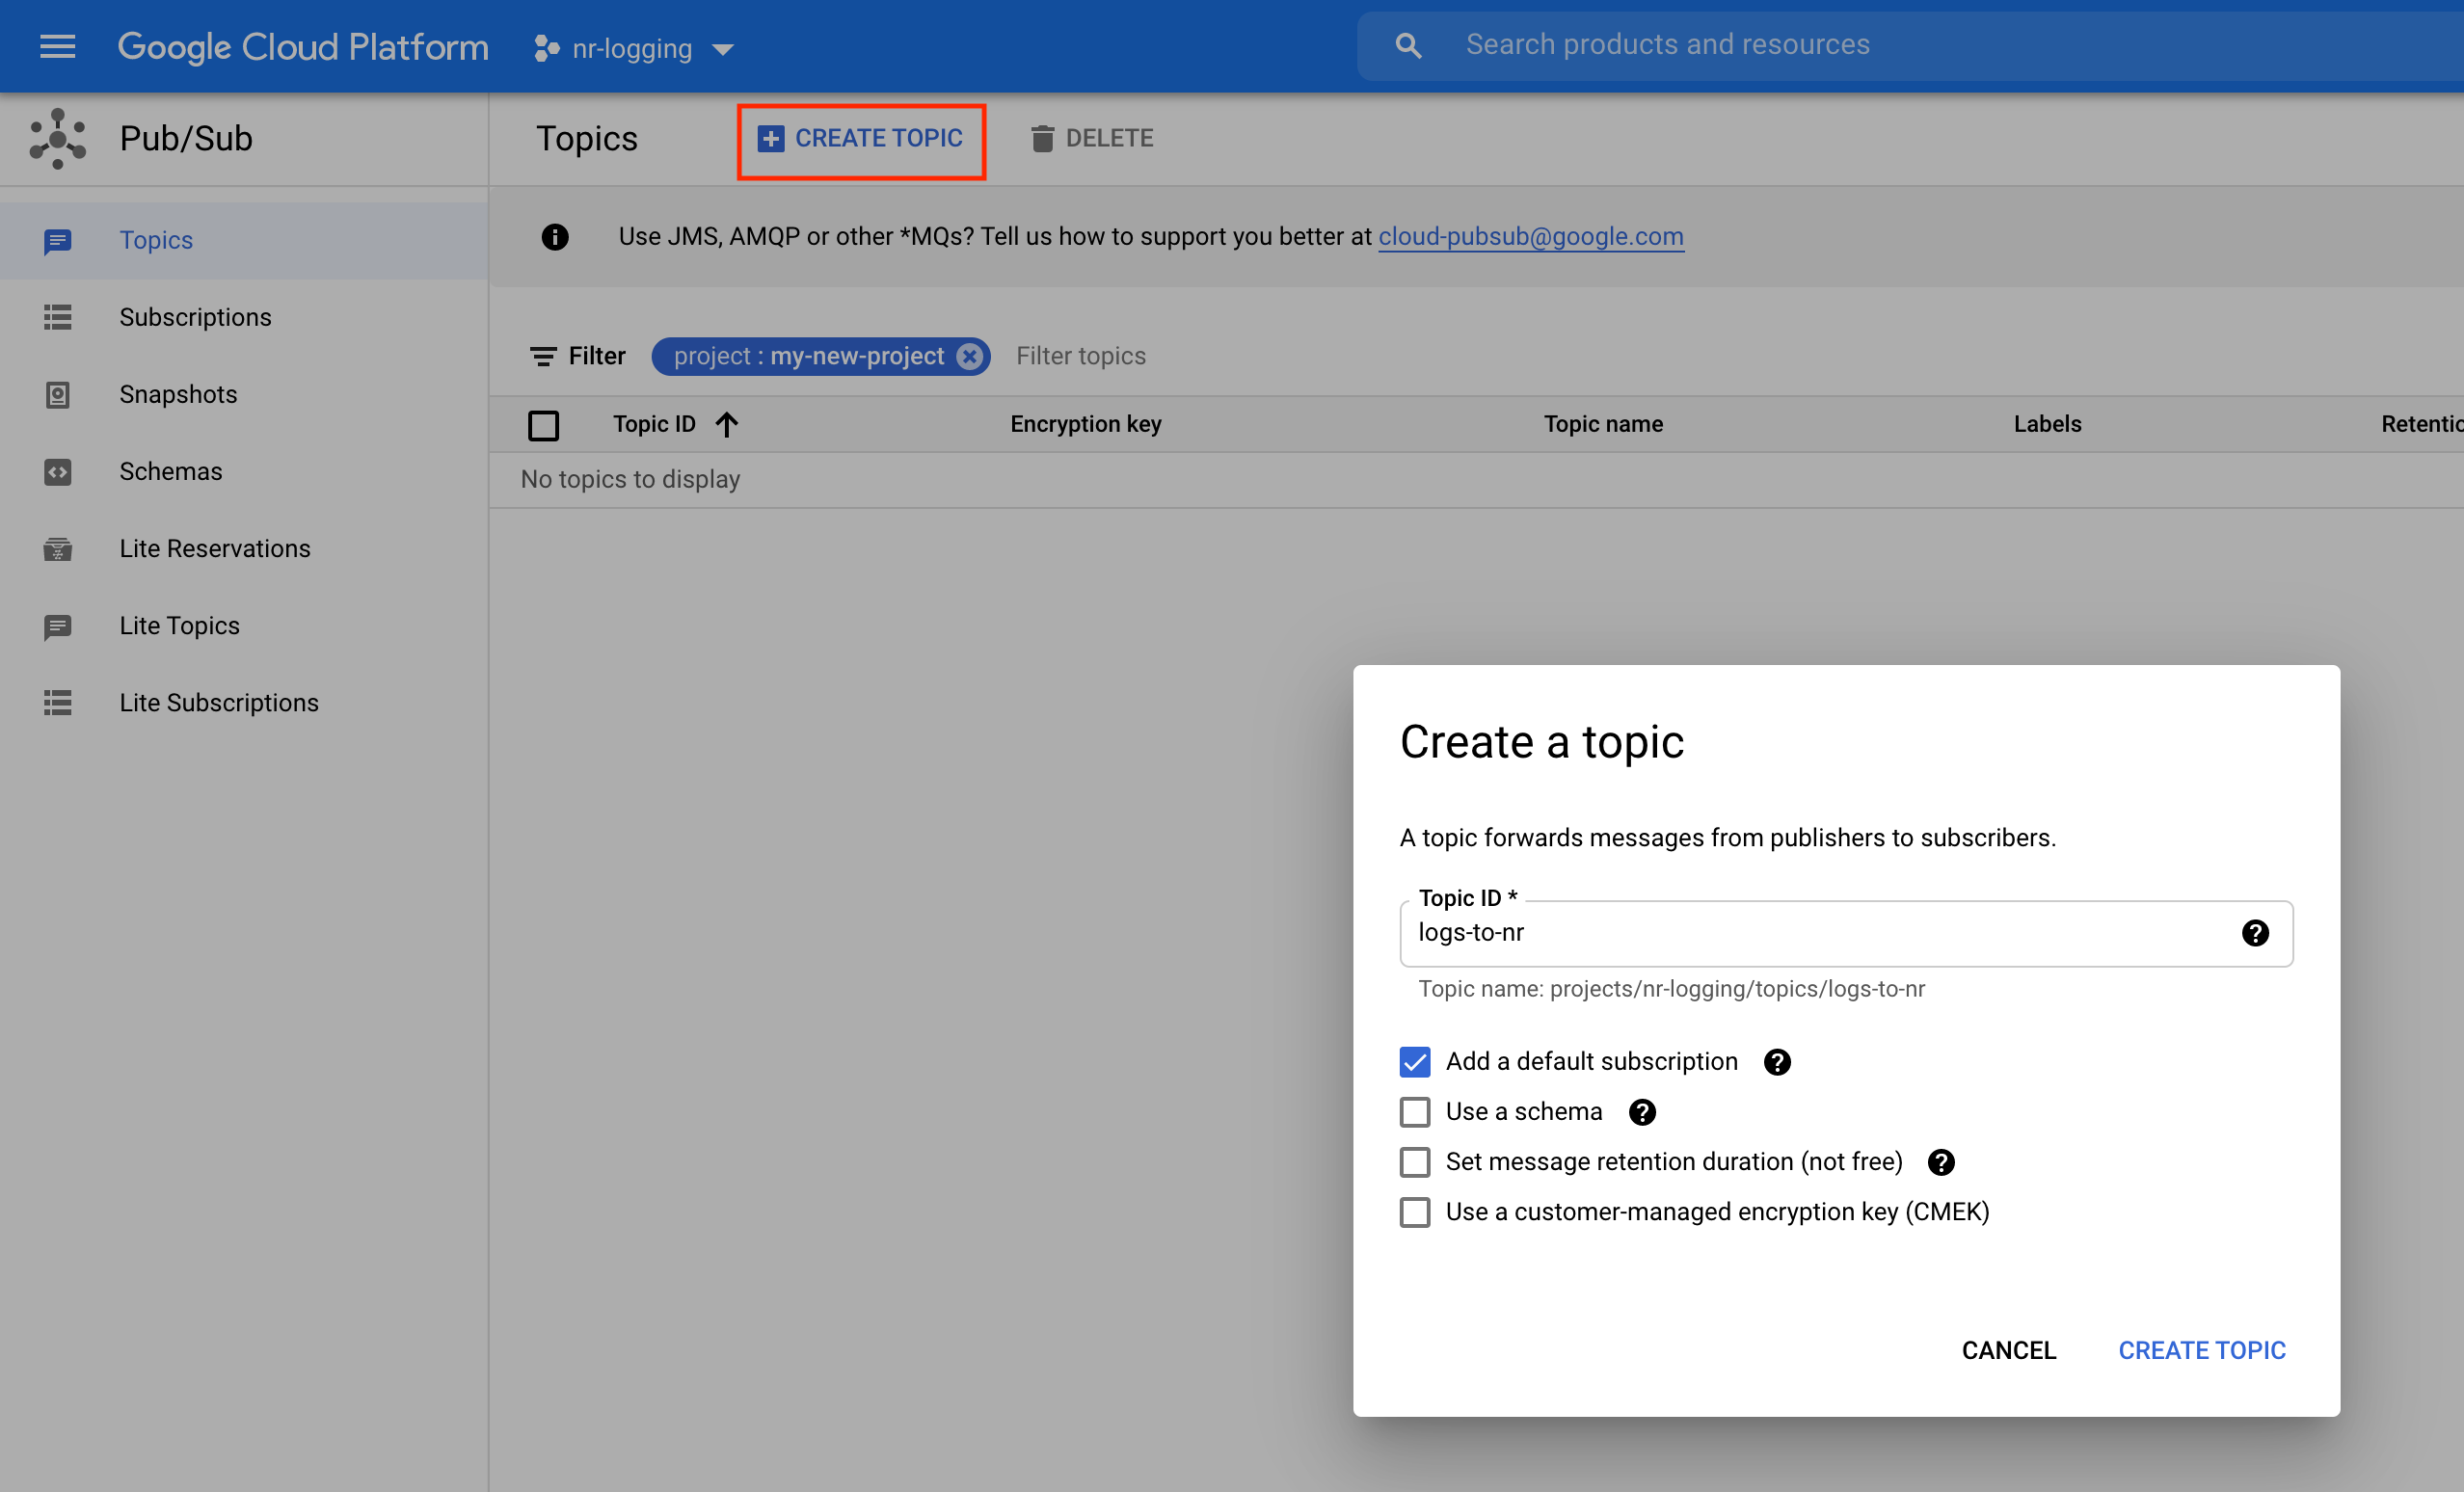 Google Cloud Platform
nr-logging
Search products and resources
Pub/Sub
Topics
CREATE TOPIC
DELETE
Topics
Subscriptions
Snapshots
Schemas
Lite Reservations
Lite Topics
Lite Subscriptions
Use JMS, AMQP or other *MQs? Tell us how to support you better at cloud-pubsub@google.com
Filter project : my-new-project Filter topics
Topic ID Encryption key Topic name Labels Retentio
No topics to display
Create a topic
A topic forwards messages from publishers to subscribers.
Topic ID *
logs-to-nr
Topic name: projects/nr-logging/topics/logs-to-nr
Add a default subscription
Use a schema
Set message retention duration (not free)
Use a customer-managed encryption key (CMEK)
CANCEL CREATE TOPIC